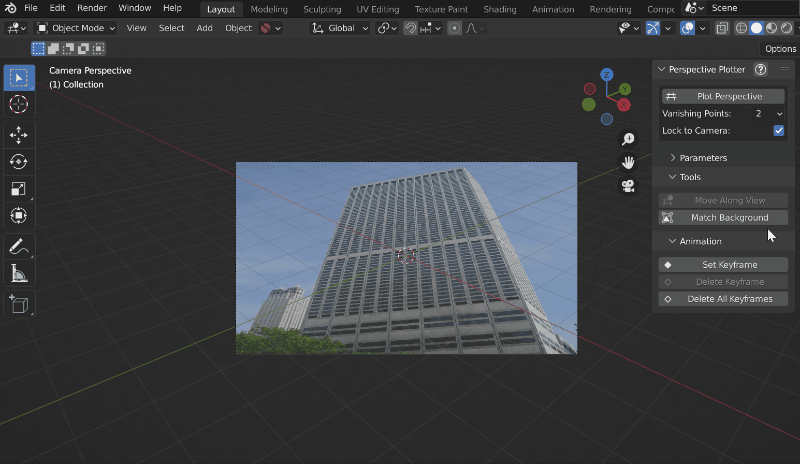 File Edit Render Window Help Layout Modeling Sculpting UV Editing Texture Paint Shading Animation Rendering Scene
Object Mode View Select Add Object Global
Options
Camera Perspective
(1) Collection
Z
Y
X
Perspective Plotter ?
Plot Perspective
Vanishing Points: 2
Lock to Camera:
Parameters
Tools
Move Along View
Match Background
Animation
Set Keyframe
Delete Keyframe
Delete All Keyframes